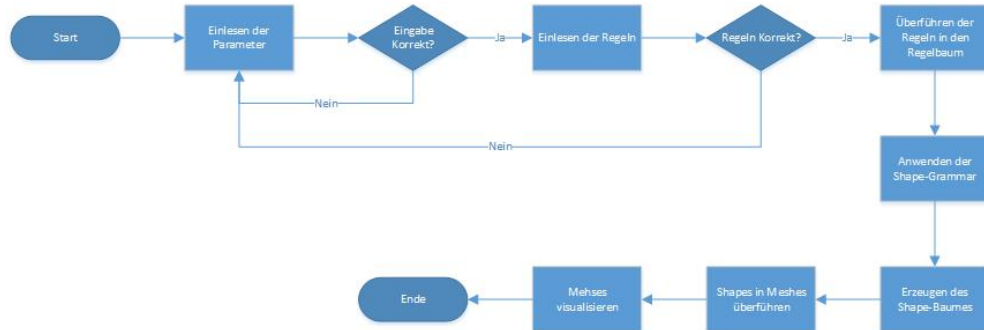 Start
Einlesen der
Parameter
Eingabe
Korrekt?
Ja
Einlesen der Regeln
Regeln Korrekt?
Ja
Überführen der
Regeln in den
Regelbaum
Nein
Nein
Anwenden der
Shape-Grammar
Ende
Mehses
visualisieren
Shapes in Meshes
überführen
Erzeugen des
Shape-Baumes